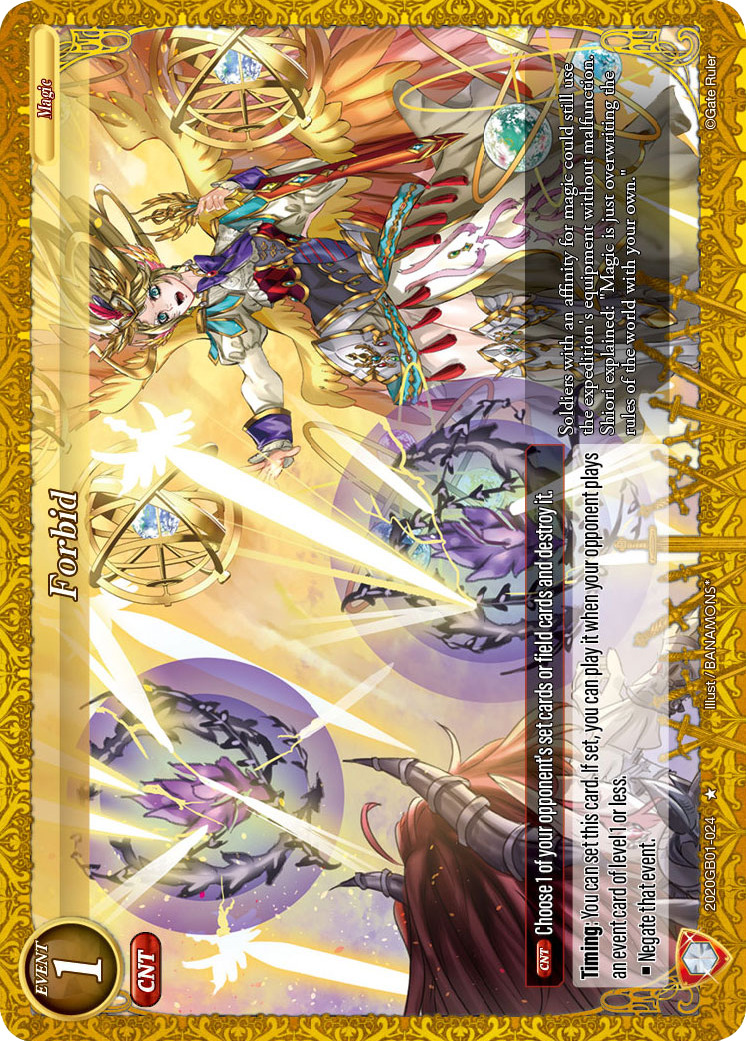 EVENT
1
Forbid
Magic
CNT
Soldiers with an affinity for magic could still use
the expedition's equipment without malfunction.
Shiori explained: "Magic is just overwriting the
rules of the world with your own."
CNT Choose 1 of your opponent's set cards or field cards and destroy it.
Timing: You can set this card. If set, you can play it when your opponent plays
an event card of level 1 or less.
■ Negate that event.
2020GB01-024 ★ Illust/BANAMONS* ©Gate Ruler